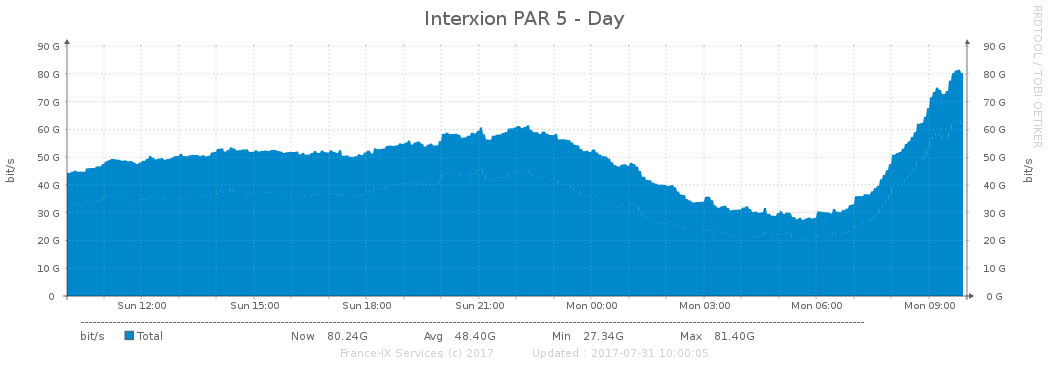 Interxion PAR 5 - Day
RRDTOOL / TOBI OETIKER
90 G 90 G
80 G 80 G
70 G 70 G
60 G 60 G
50 G 50 G
40 G 40 G
30 G 30 G
20 G 20 G
10 G 10 G
0 0 G
bit/s
bit/s
Sun 12:00 Sun 15:00 Sun 18:00 Sun 21:00 Mon 00:00 Mon 03:00 Mon 06:00 Mon 09:00
bit/s Total Now 80.24G Avg 48.40G Min 27.34G Max 81.40G
France-IX Services (c) 2017 Updated : 2017-07-31 10:00:05